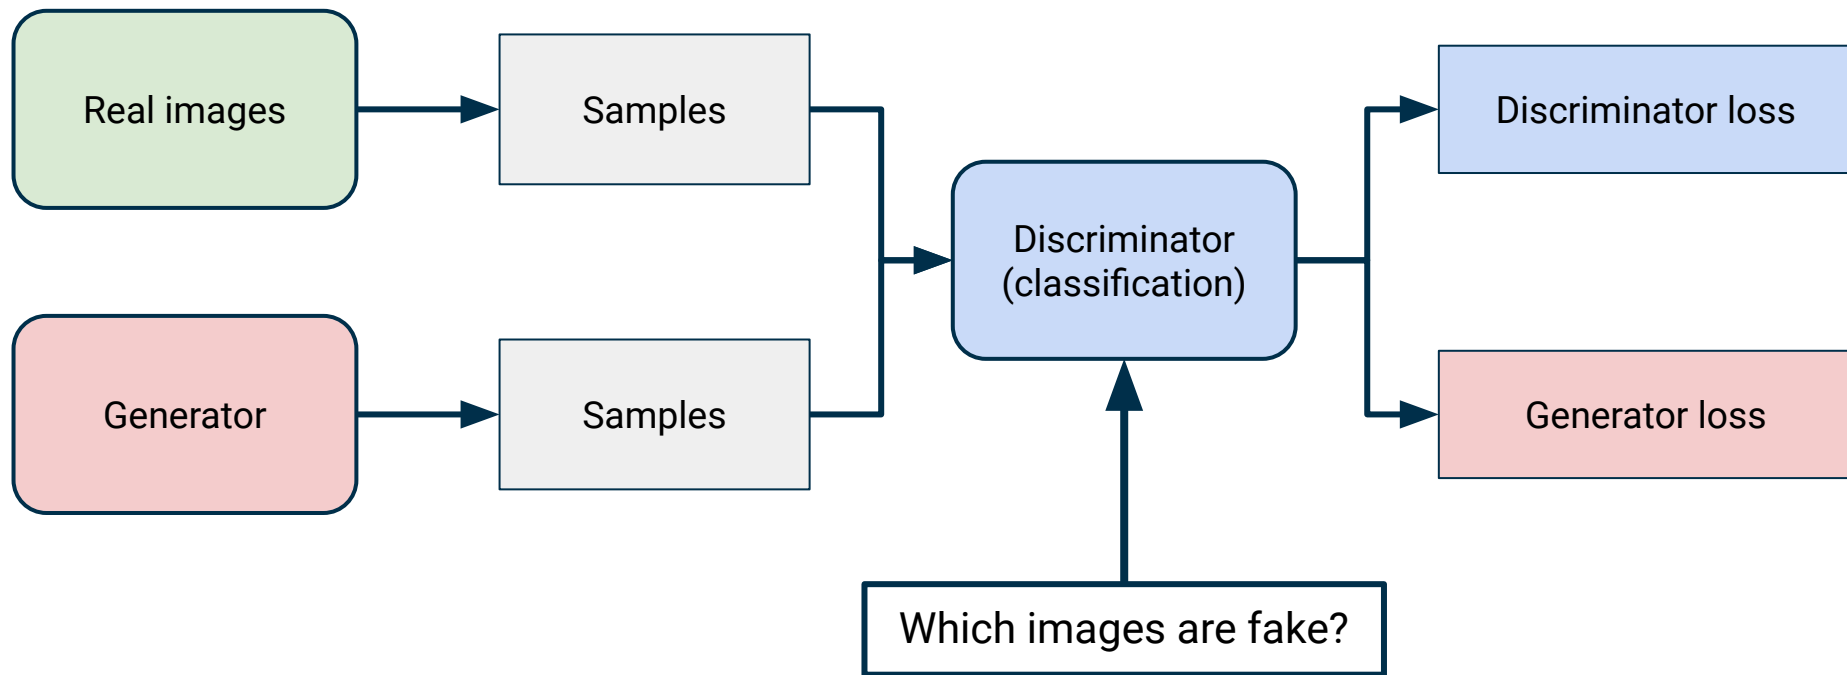 Real images
Samples
Discriminator loss
Discriminator
(classification)
Generator
Samples
Generator loss
Which images are fake?